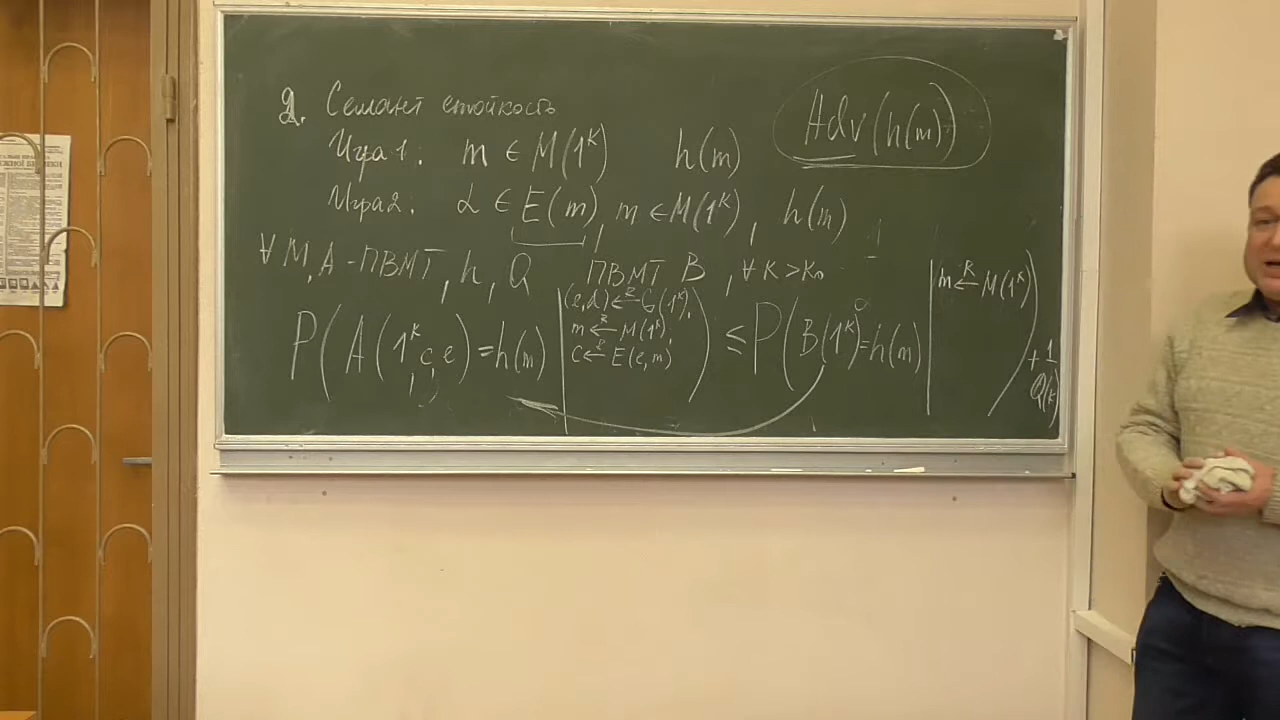 2. Семант стойкость
Adv(h(m))
Игра 1: m ∈ M(1^K) h(m)
Игра 2: α ∈ E(m), m ∈ M(1^K), h(m)
∀ M, A - ПВМТ, h, Q ПВМТ B, ∀ K > K₀
P(A(1^K, c, e) = h(m) | (e,d) ←^R G(1^K), m ←^R M(1^K), c ←^R E(e,m)) ≤ P(B(1^K) = h(m) | m ←^R M(1^K)) + 1/Q(K)